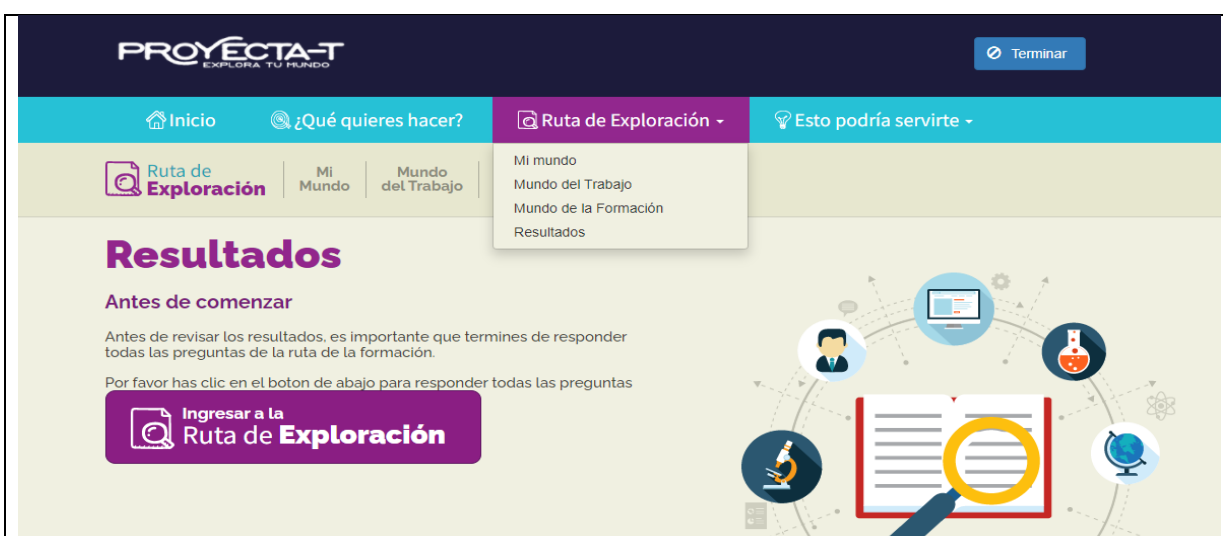 PROYECTA-T
EXPLORA TU MUNDO
Terminar
Inicio
¿Qué quieres hacer?
Ruta de Exploración
Esto podría servirte
Mi mundo
Mundo del Trabajo
Mundo de la Formación
Resultados
Ruta de
Exploración
Mi
Mundo
Mundo
del Trabajo
Resultados
Antes de comenzar
Antes de revisar los resultados, es importante que termines de responder
todas las preguntas de la ruta de la formación.
Por favor has clic en el boton de abajo para responder todas las preguntas
Ingresar a la
Ruta de Exploración